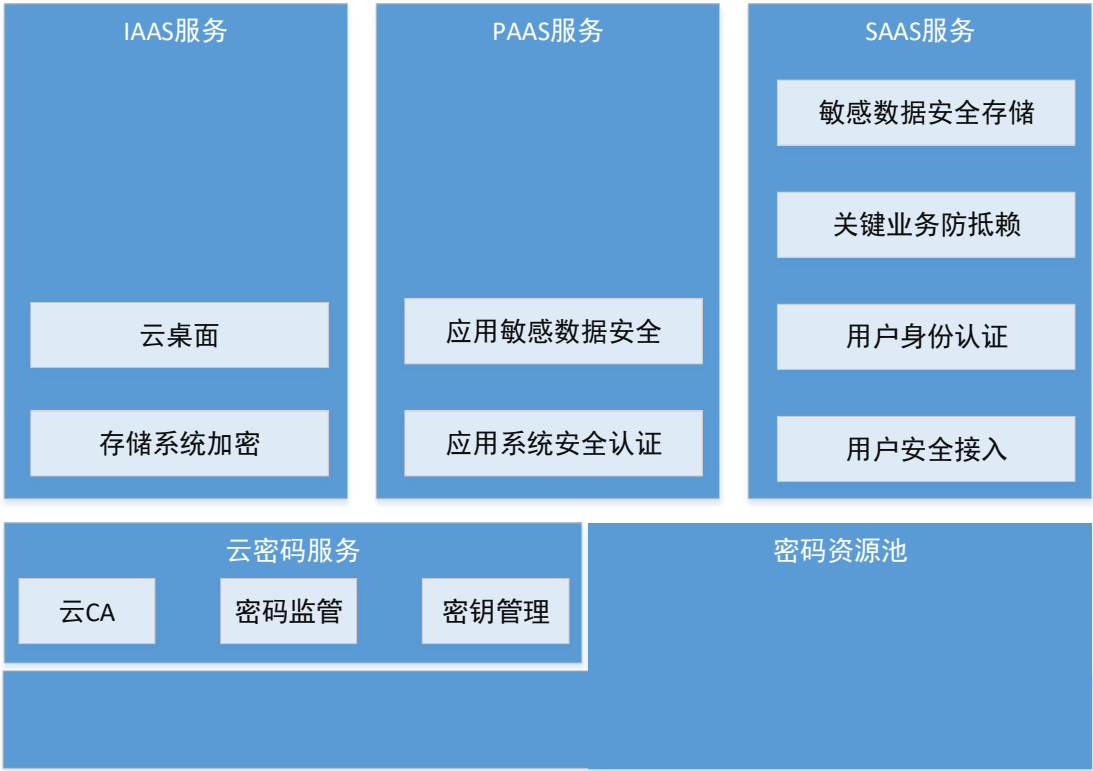 IAAS服务
云桌面
存储系统加密
PAAS服务
应用敏感数据安全
应用系统安全认证
SAAS服务
敏感数据安全存储
关键业务防抵赖
用户身份认证
用户安全接入
云密码服务
云CA
密码监管
密钥管理
密码资源池